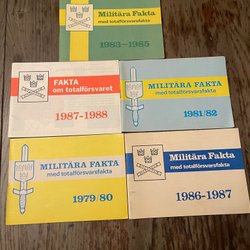 Militära Fakta
med totalförsvarsfakta
1983-1985
FAKTA
om totalförsvaret
1987-1988
MILITÄRA FAKTA
med totalförsvarsfakta
1981/82
MILITÄRA FAKTA
med totalförsvarsfakta
1979/80
Militära Fakta
med totalförsvarsfakta
1986-1987